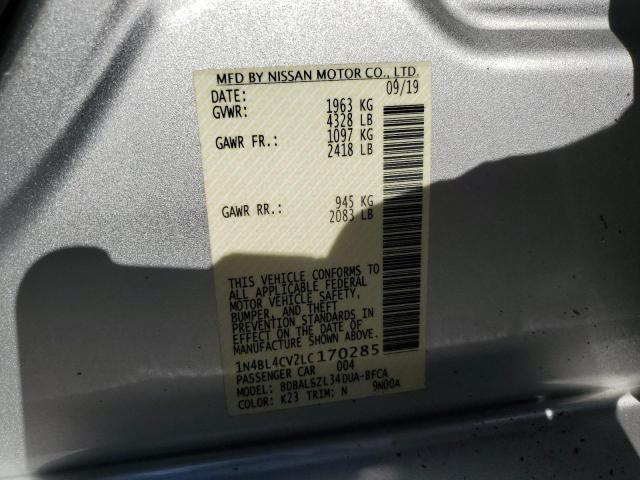 MFD BY NISSAN MOTOR CO., LTD.
DATE: 09/19
GVWR: 1963 KG
4328 LB
GAWR FR.: 1097 KG
2418 LB
GAWR RR.: 945 KG
2083 LB
THIS VEHICLE CONFORMS TO
ALL APPLICABLE FEDERAL
MOTOR VEHICLE SAFETY,
BUMPER, AND THEFT
PREVENTION STANDARDS IN
EFFECT ON THE DATE OF
MANUFACTURE SHOWN ABOVE.
1N4BL4CV2LC170285
PASSENGER CAR 004
MODEL: BDBALSZL34DUA-BFCA
COLOR: K23 TRIM: N 9N00A